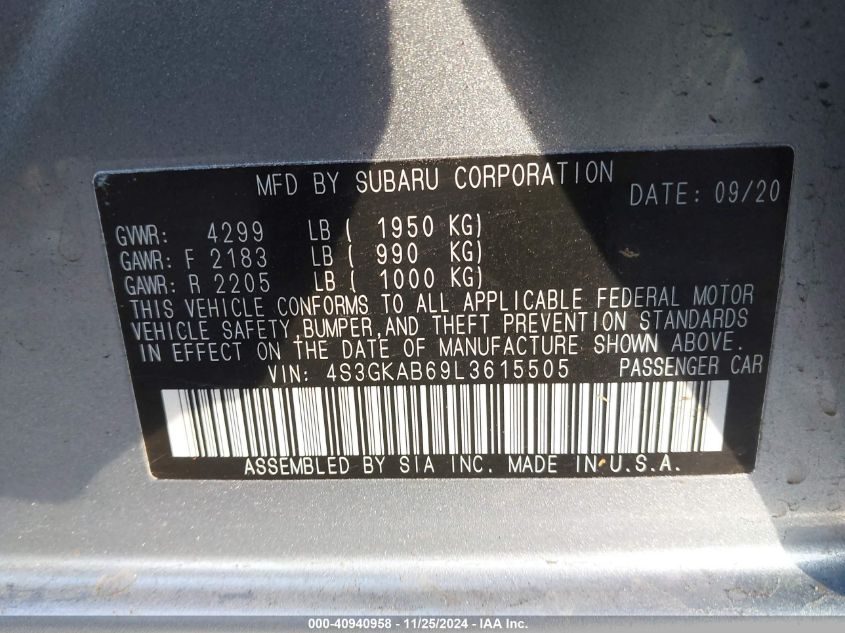 MFD BY SUBARU CORPORATION DATE: 09/20
GVWR: 4299 LB ( 1950 KG)
GAWR: F 2183 LB ( 990 KG)
GAWR: R 2205 LB ( 1000 KG)
THIS VEHICLE CONFORMS TO ALL APPLICABLE FEDERAL MOTOR
VEHICLE SAFETY,BUMPER,AND THEFT PREVENTION STANDARDS
IN EFFECT ON THE DATE OF MANUFACTURE SHOWN ABOVE.
VIN: 4S3GKAB69L3615505 PASSENGER CAR
ASSEMBLED BY SIA INC. MADE IN U.S.A.
000-40940958 - 11/25/2024 - IAA Inc.